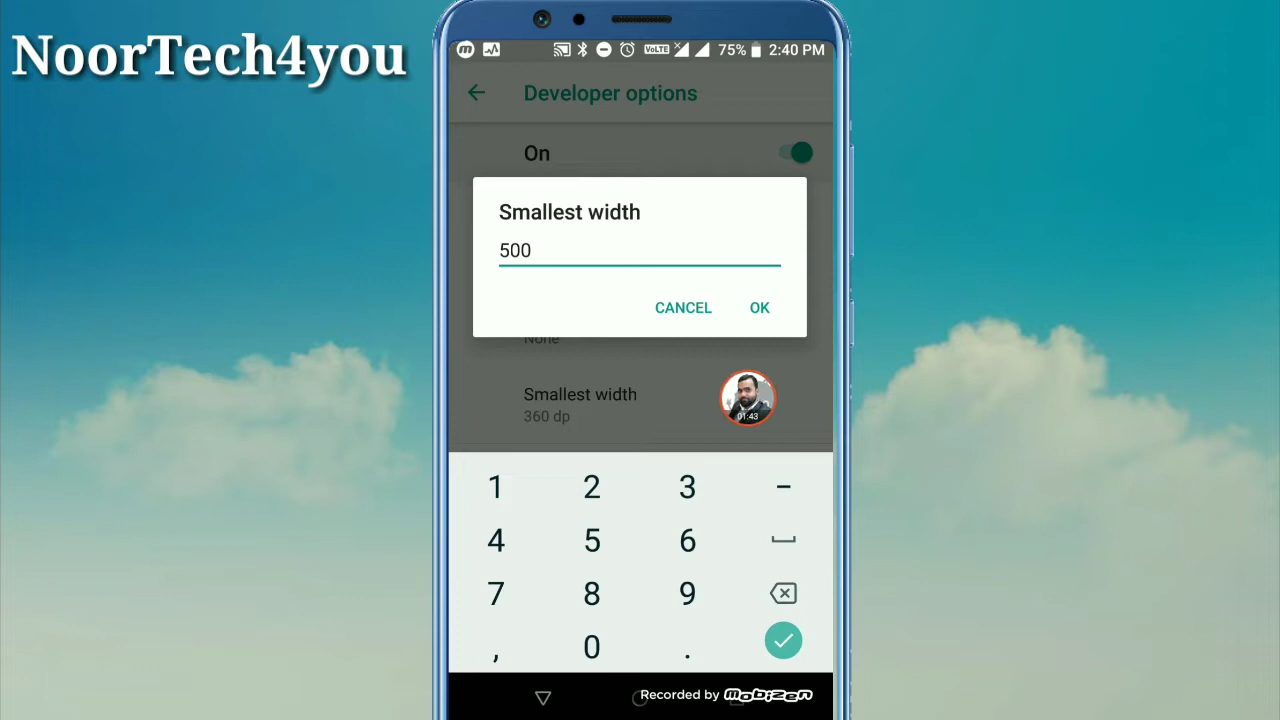 NoorTech4you
VoLTE 75% 2:40 PM
Developer options
On
Smallest width
500
CANCEL OK
None
Smallest width
360 dp
01:43
1 2 3 -
4 5 6
7 8 9
, 0 .
Recorded by mobizen